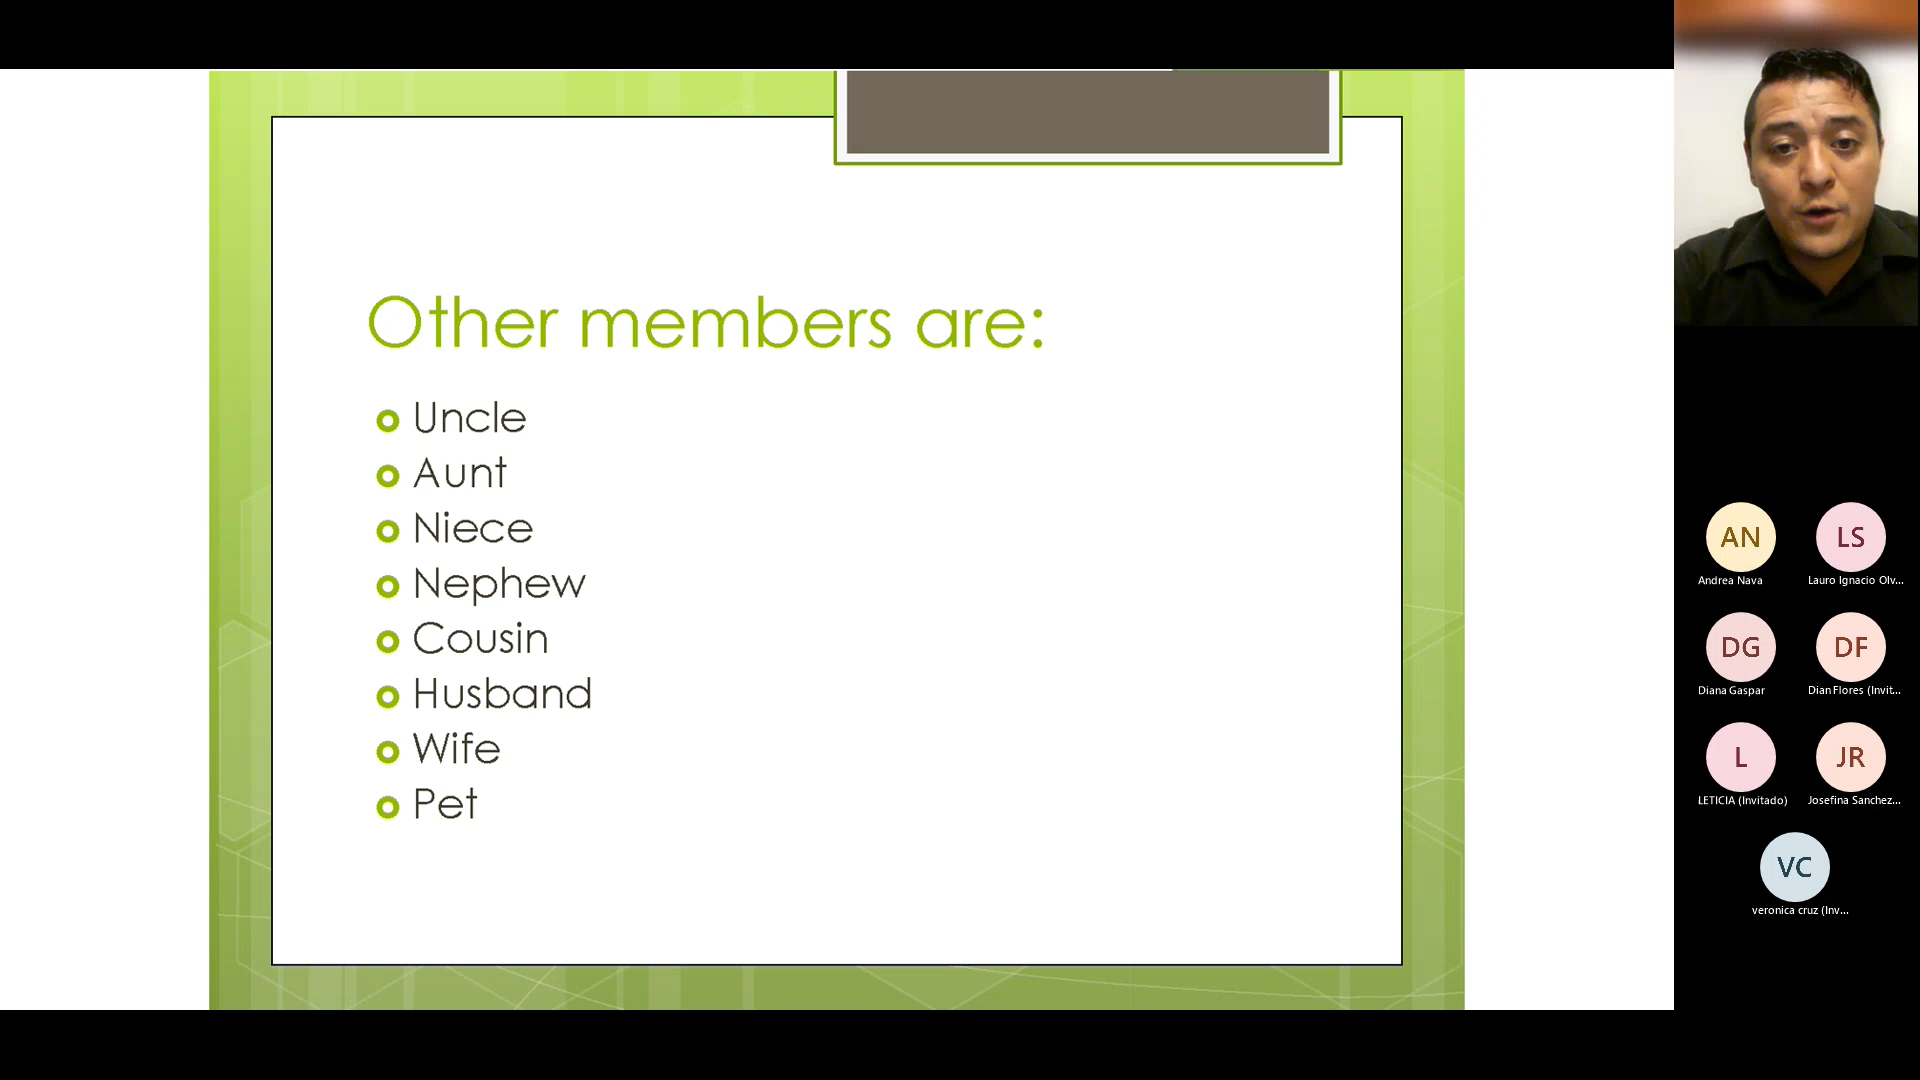 Other members are:
Uncle
Aunt
Niece
Nephew
Cousin
Husband
Wife
Pet
AN
LS
Andrea Nava
Lauro Ignacio Olv...
DG
DF
Diana Gaspar
Dian Flores (Invit...
L
JR
LETICIA (Invitado)
Josefina Sanchez...
VC
veronica cruz (Inv...